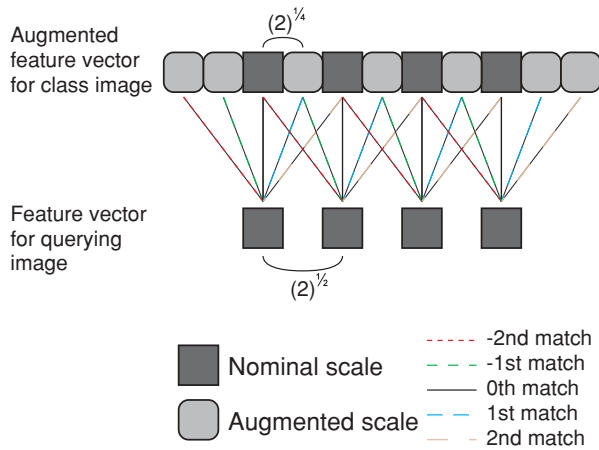 Augmented
feature vector
for class image
(2)^¼
Feature vector
for querying
image
(2)^½
Nominal scale
Augmented scale
-2nd match
-1st match
0th match
1st match
2nd match